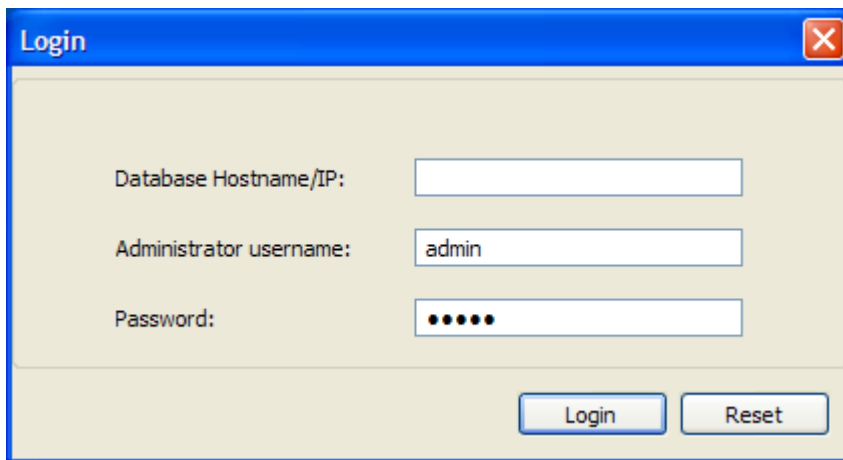 Login
Database Hostname/IP:
Administrator username: admin
Password: •••••
Login Reset